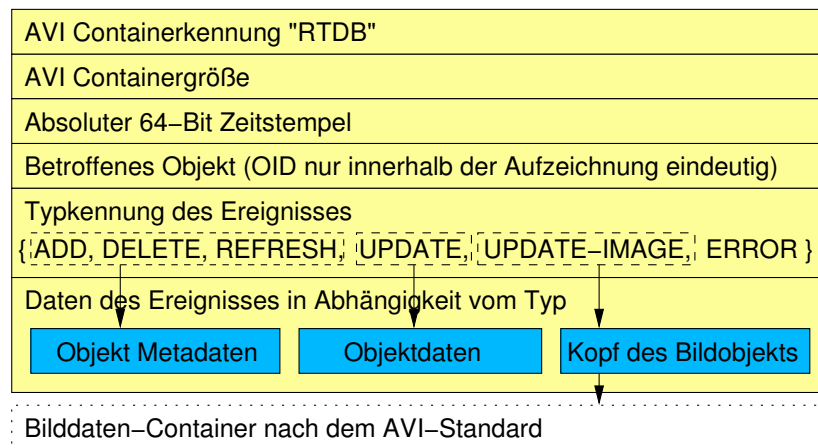 AVI Containerkennung "RTDB"
AVI Containergröße
Absoluter 64−Bit Zeitstempel
Betroffenes Objekt (OID nur innerhalb der Aufzeichnung eindeutig)
Typkennung des Ereignisses
{ ADD, DELETE, REFRESH, UPDATE, UPDATE−IMAGE, ERROR }
Daten des Ereignisses in Abhängigkeit vom Typ
Objekt Metadaten Objektdaten Kopf des Bildobjekts
Bilddaten−Container nach dem AVI−Standard